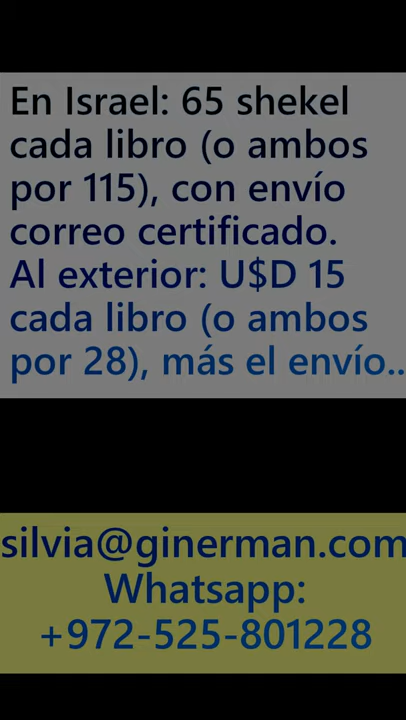 En Israel: 65 shekel
cada libro (o ambos
por 115), con envío
correo certificado.
Al exterior: U$D 15
cada libro (o ambos
por 28), más el envío..
silvia@ginerman.com
Whatsapp:
+972-525-801228